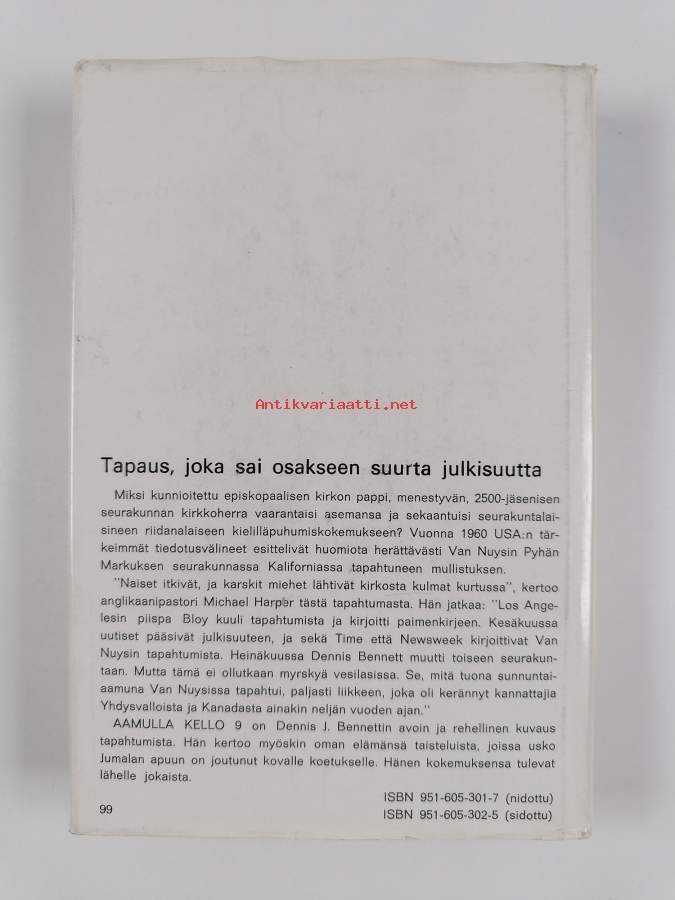 Antikvariaatti.net
Tapaus, joka sai osakseen suurta julkisuutta
Miksi kunnioitettu episkopaalisen kirkon pappi, menestyvän, 2500-jäsenisen
seurakunnan kirkkoherra vaarantaisi asemansa ja sekaantuisi seurakuntalai-
sineen riidanalaiseen kielilläpuhumiskokemukseen? Vuonna 1960 USA:n tär-
keimmät tiedotusvälineet esittelivät huomiota herättävästi Van Nuysin Pyhän
Markuksen seurakunnassa Kaliforniassa tapahtuneen mullistuksen.
"Naiset itkivät, ja karskit miehet lähtivät kirkosta kulmat kurtussa", kertoo
anglikaanipastori Michael Harper tästä tapahtumasta. Hän jatkaa: "Los Ange-
lesin piispa Bloy kuuli tapahtumista ja kirjoitti paimenkirjeen. Kesäkuussa
uutiset pääsivät julkisuuteen, ja sekä Time että Newsweek kirjoittivat Van
Nuysin tapahtumista. Heinäkuussa Dennis Bennett muutti toiseen seurakun-
taan. Mutta tämä ei ollutkaan myrskyä vesilasissa. Se, mitä tuona sunnuntai-
aamuna Van Nuysissa tapahtui, paljasti liikkeen, joka oli kerännyt kannattajia
Yhdysvalloista ja Kanadasta ainakin neljän vuoden ajan."
AAMULLA KELLO 9 on Dennis J. Bennettin avoin ja rehellinen kuvaus
tapahtumista. Hän kertoo myöskin oman elämänsä taisteluista, joissa usko
Jumalan apuun on joutunut kovalle koetukselle. Hänen kokemuksensa tulevat
lähelle jokaista.
ISBN 951-605-301-7 (nidottu)
99 ISBN 951-605-302-5 (sidottu)